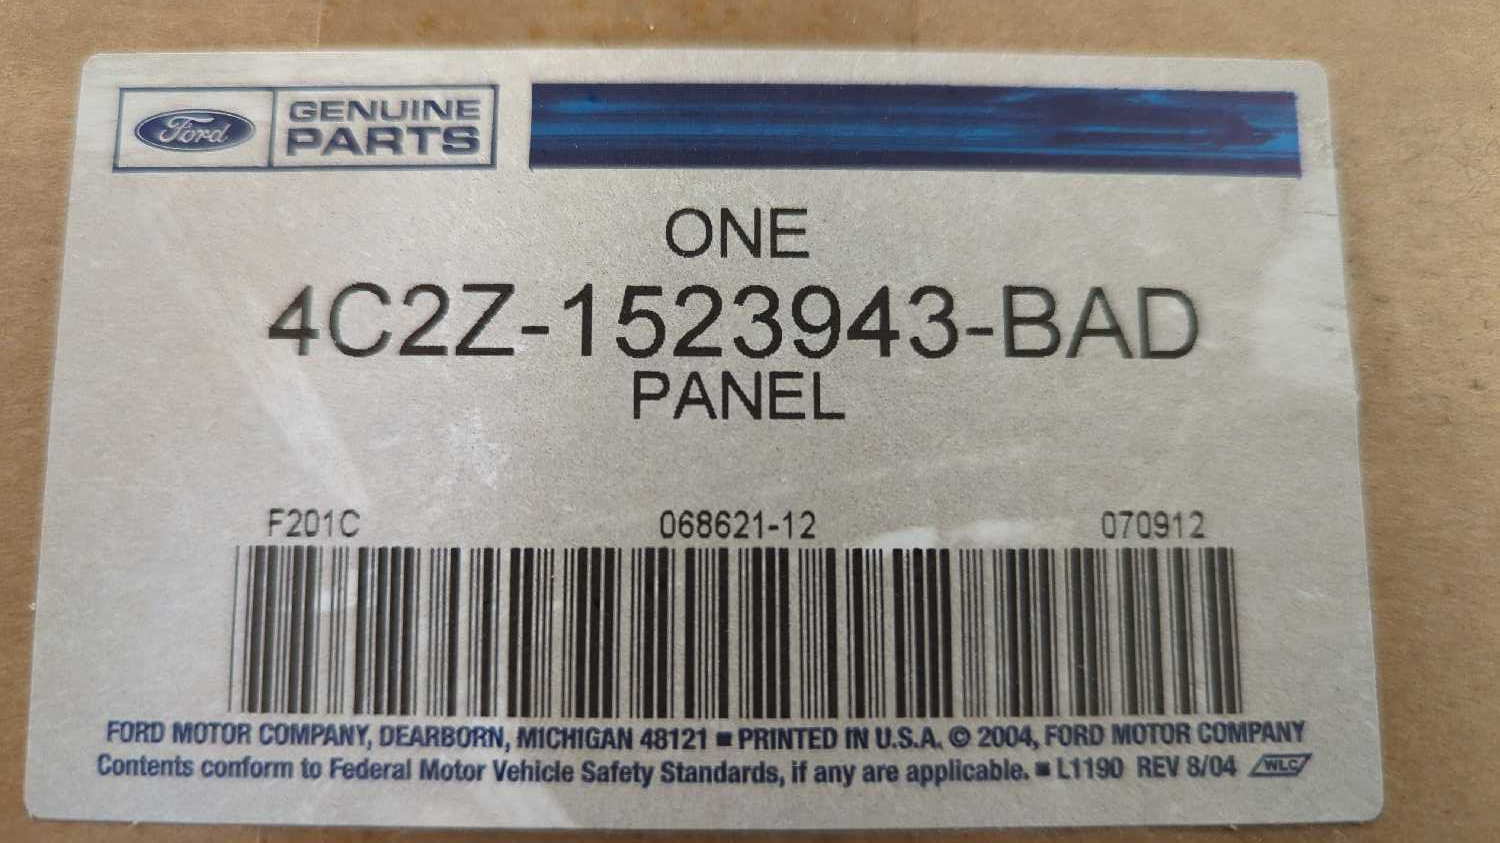 Ford GENUINE
PARTS
ONE
4C2Z-1523943-BAD
PANEL
F201C 068621-12 070912
FORD MOTOR COMPANY, DEARBORN, MICHIGAN 48121 ■ PRINTED IN U.S.A. © 2004, FORD MOTOR COMPANY
Contents conform to Federal Motor Vehicle Safety Standards, if any are applicable. ■ L1190 REV 8/04 WLC